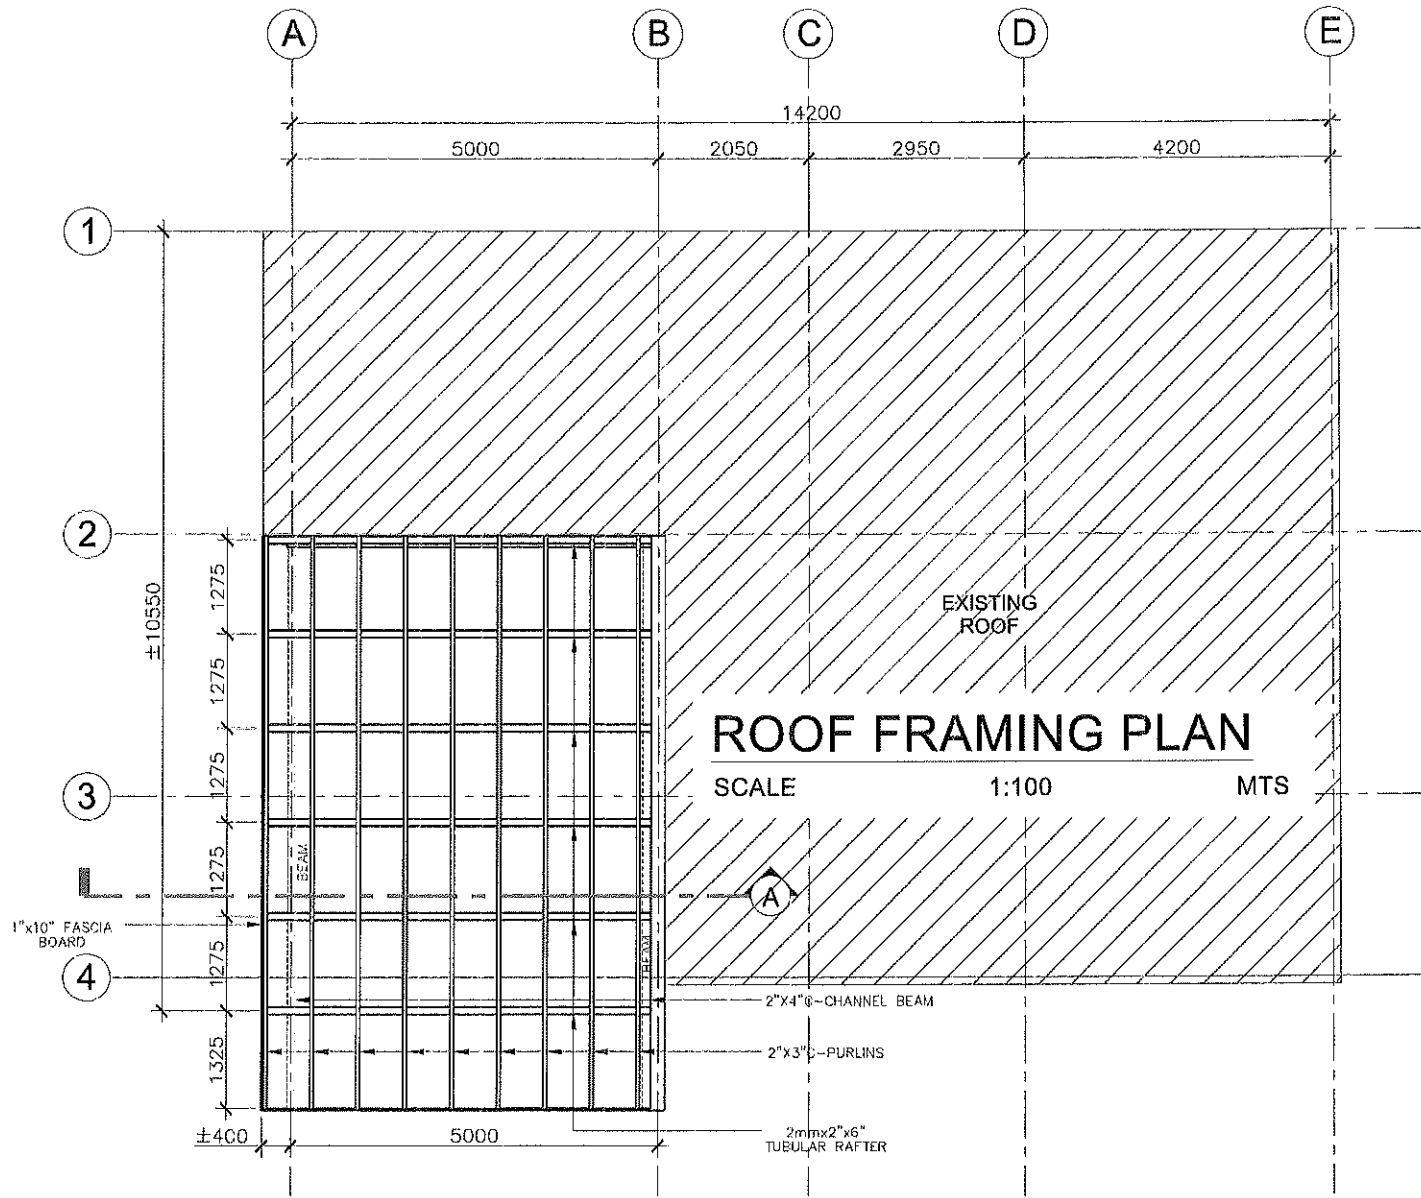 A B C D E
14200
5000 2050 2950 4200
1
2
1275
±10550
EXISTING
ROOF
1275
ROOF FRAMING PLAN
1275
SCALE 1:100 MTS
3
BEAM
1275
A
1"x10" FASCIA
BOARD
BEAM
1275
4
2"X4"C-CHANNEL BEAM
1325
2"X3"C-PURLINS
±400 5000
2mmx2"x6"
TUBULAR RAFTER